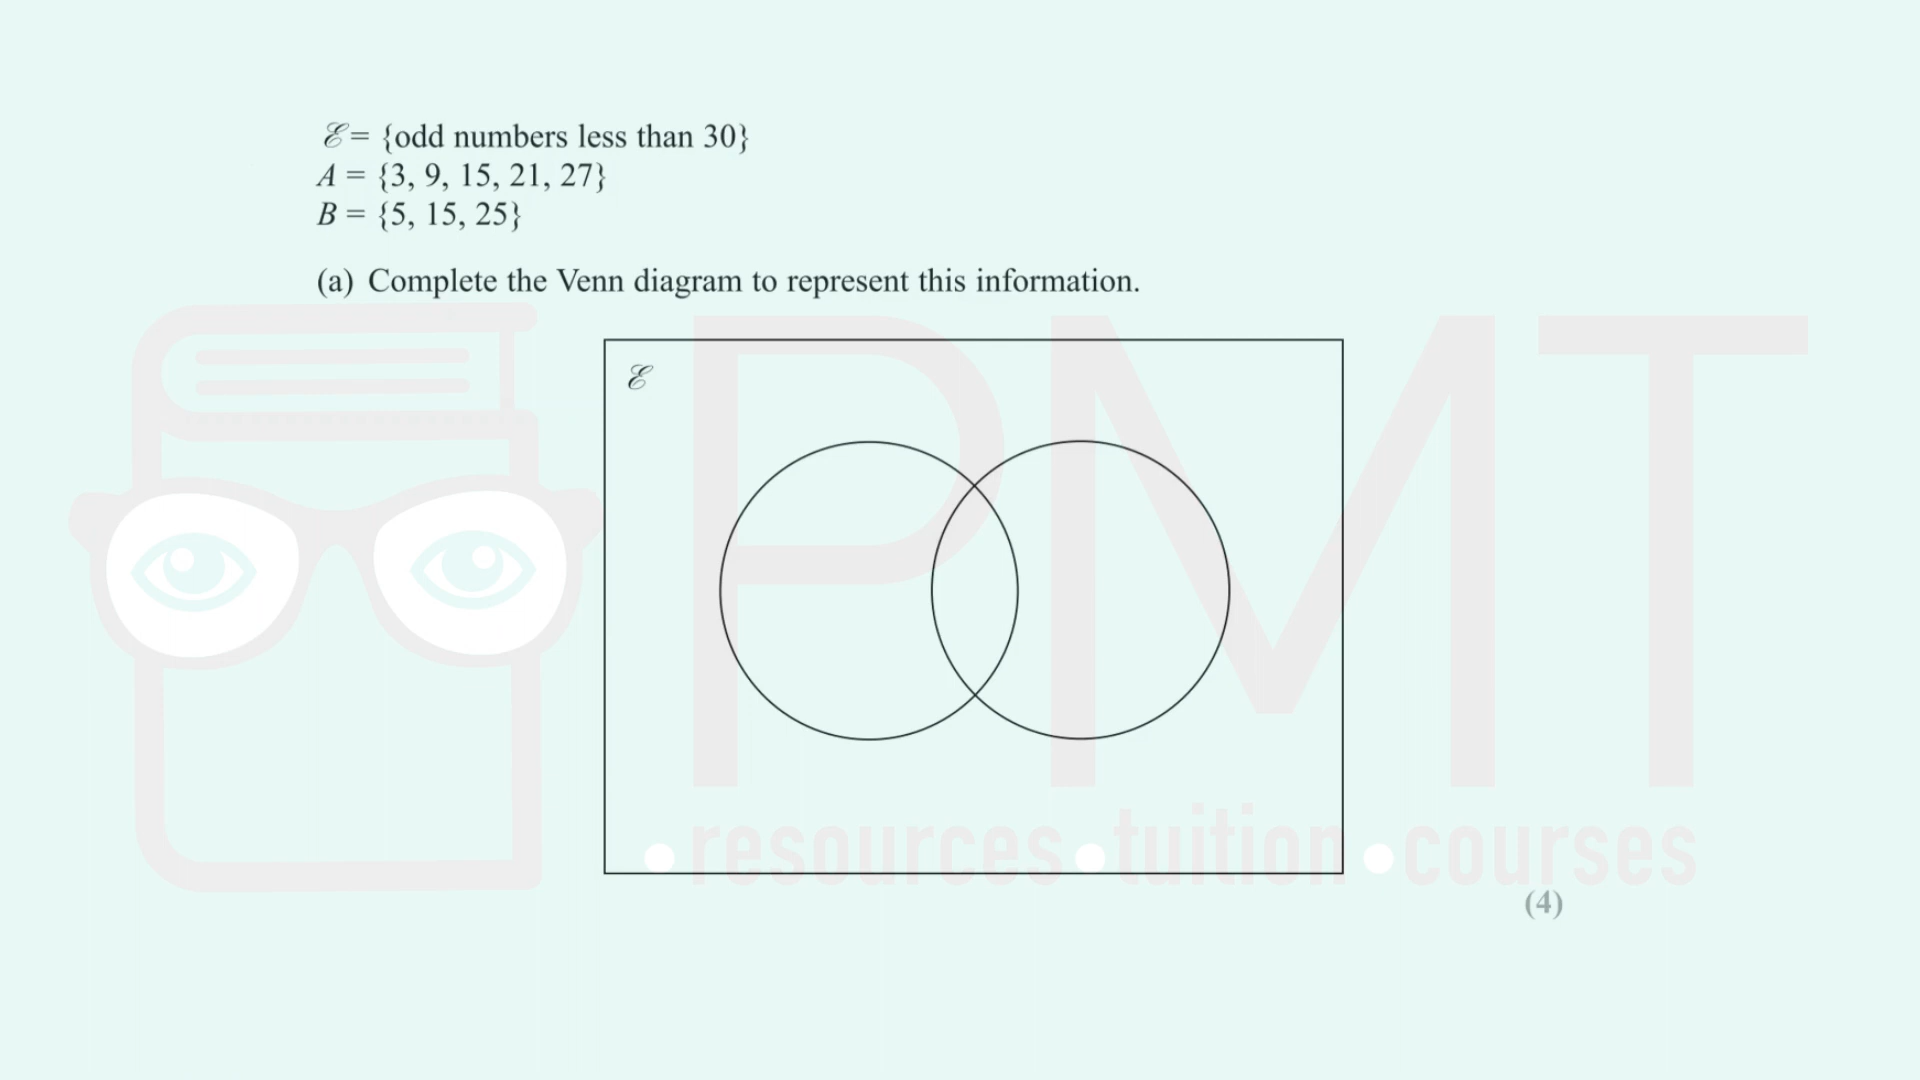 ℰ = {odd numbers less than 30}
A = {3, 9, 15, 21, 27}
B = {5, 15, 25}
(a) Complete the Venn diagram to represent this information.
ℰ
PMT
resources • tuition • courses
(4)